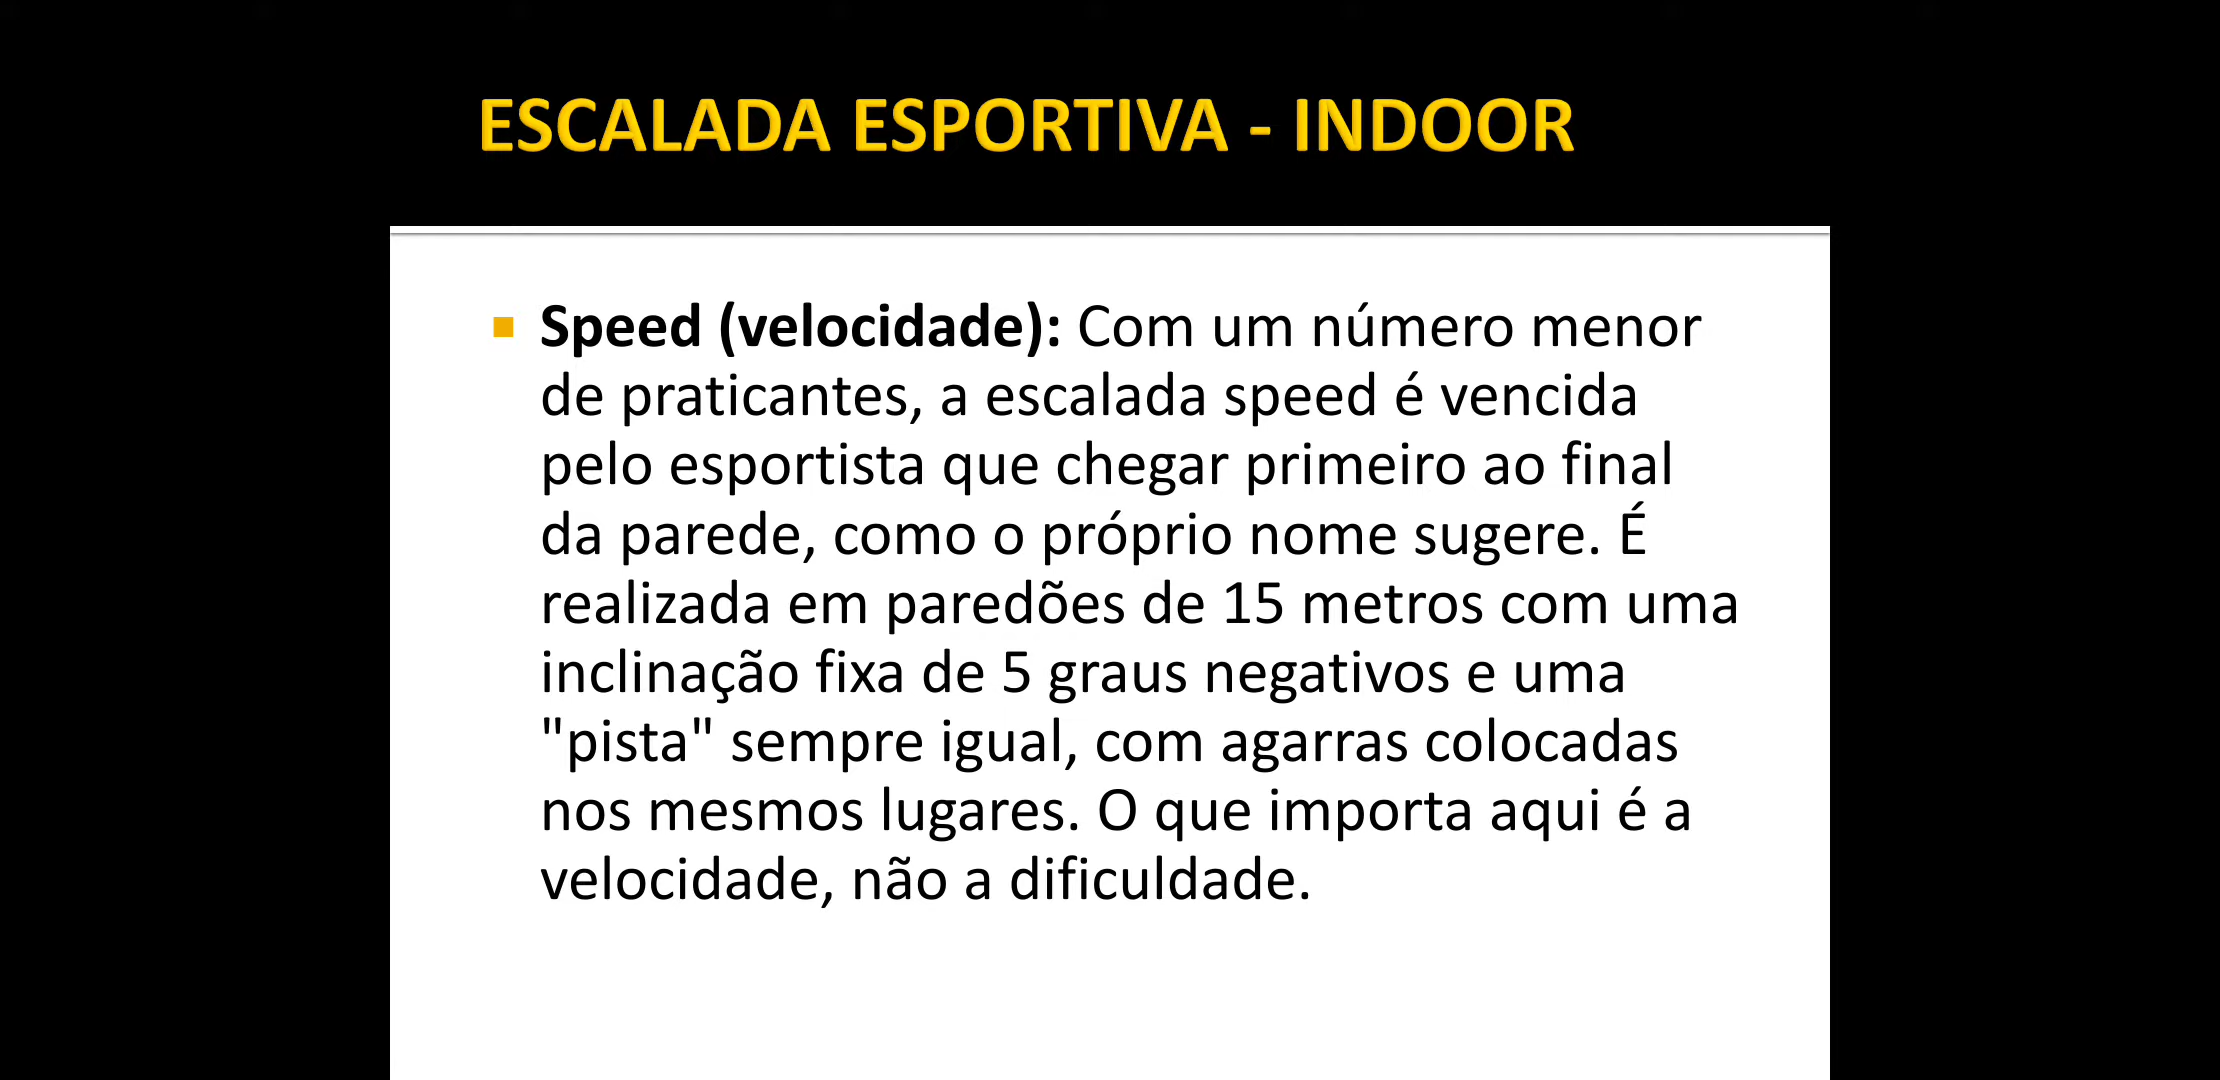 ESCALADA ESPORTIVA - INDOOR
Speed (velocidade): Com um número menor
de praticantes, a escalada speed é vencida
pelo esportista que chegar primeiro ao final
da parede, como o próprio nome sugere. É
realizada em paredões de 15 metros com uma
inclinação fixa de 5 graus negativos e uma
"pista" sempre igual, com agarras colocadas
nos mesmos lugares. O que importa aqui é a
velocidade, não a dificuldade.